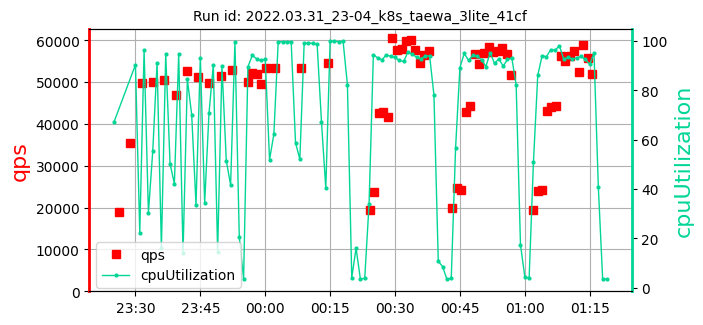 Run id: 2022.03.31_23-04_k8s_taewa_3lite_41cf
60000
50000
40000
30000
20000
10000
0
qps
100
80
60
40
20
0
cpuUtilization
qps
cpuUtilization
23:30 23:45 00:00 00:15 00:30 00:45 01:00 01:15